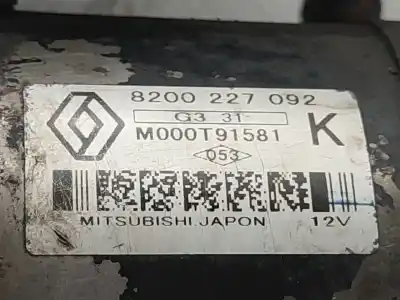 8200 227 092
G3 31
M000T91581 K
053
MITSUBISHI JAPON 12V